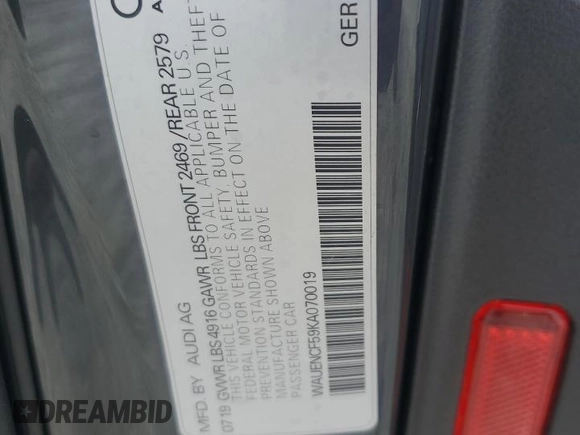 MFD BY AUDI AG
0719 GVWR LBS 4916 GAWR LBS FRONT 2469 /REAR 2579
THIS VEHICLE CONFORMS TO ALL APPLICABLE U.S.
FEDERAL MOTOR VEHICLE SAFETY, BUMPER AND THEFT
PREVENTION STANDARDS IN EFFECT ON THE DATE OF
MANUFACTURE SHOWN ABOVE
PASSENGER CAR
GER
WAUENCF59KA070019
DREAMBID